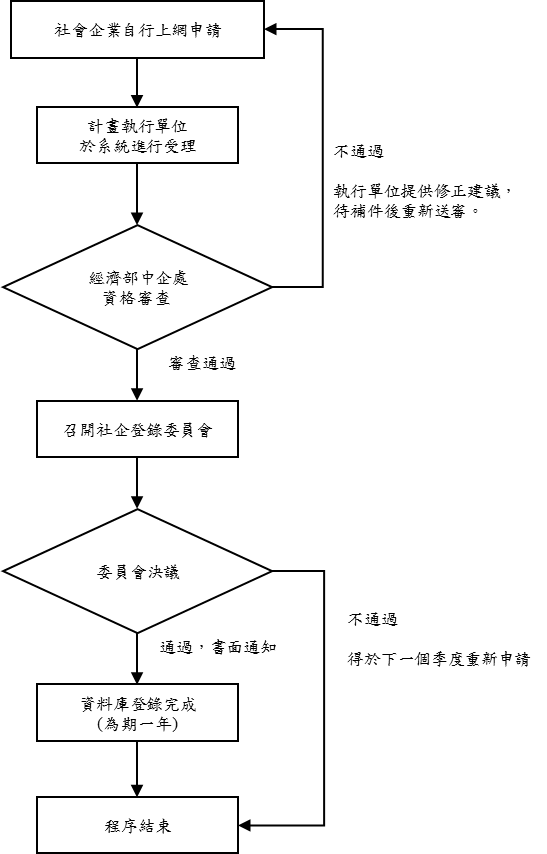 社會企業自行上網申請
計畫執行單位
於系統進行受理
不通過
執行單位提供修正建議，
待補件後重新送審。
經濟部中企處
資格審查
審查通過
召開社企登錄委員會
委員會決議
不通過
得於下一個季度重新申請
通過，書面通知
資料庫登錄完成
(為期一年)
程序結束